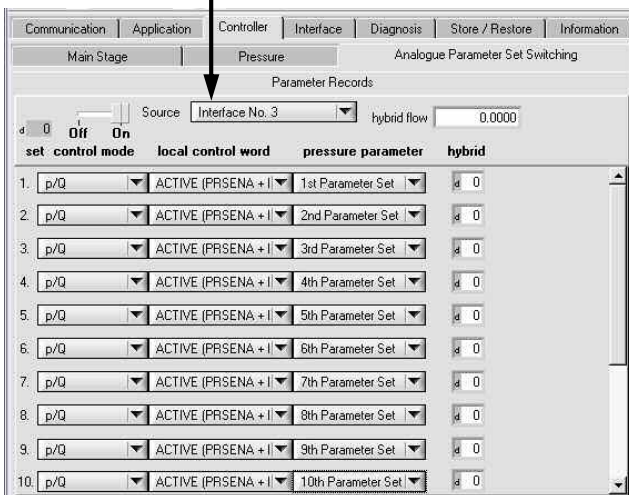 Communication Application Controller Interface Diagnosis Store / Restore Information
Main Stage Pressure Analogue Parameter Set Switching
Parameter Records
Source Interface No. 3 hybrid flow 0.0000
d 0 Off On
set control mode local control word pressure parameter hybrid
1. p/Q ACTIVE (PRSENA + I 1st Parameter Set d 0
2. p/Q ACTIVE (PRSENA + I 2nd Parameter Set d 0
3. p/Q ACTIVE (PRSENA + I 3rd Parameter Set d 0
4. p/Q ACTIVE (PRSENA + I 4th Parameter Set d 0
5. p/Q ACTIVE (PRSENA + I 5th Parameter Set d 0
6. p/Q ACTIVE (PRSENA + I 6th Parameter Set d 0
7. p/Q ACTIVE (PRSENA + I 7th Parameter Set d 0
8. p/Q ACTIVE (PRSENA + I 8th Parameter Set d 0
9. p/Q ACTIVE (PRSENA + I 9th Parameter Set d 0
10. p/Q ACTIVE (PRSENA + I 10th Parameter Set d 0